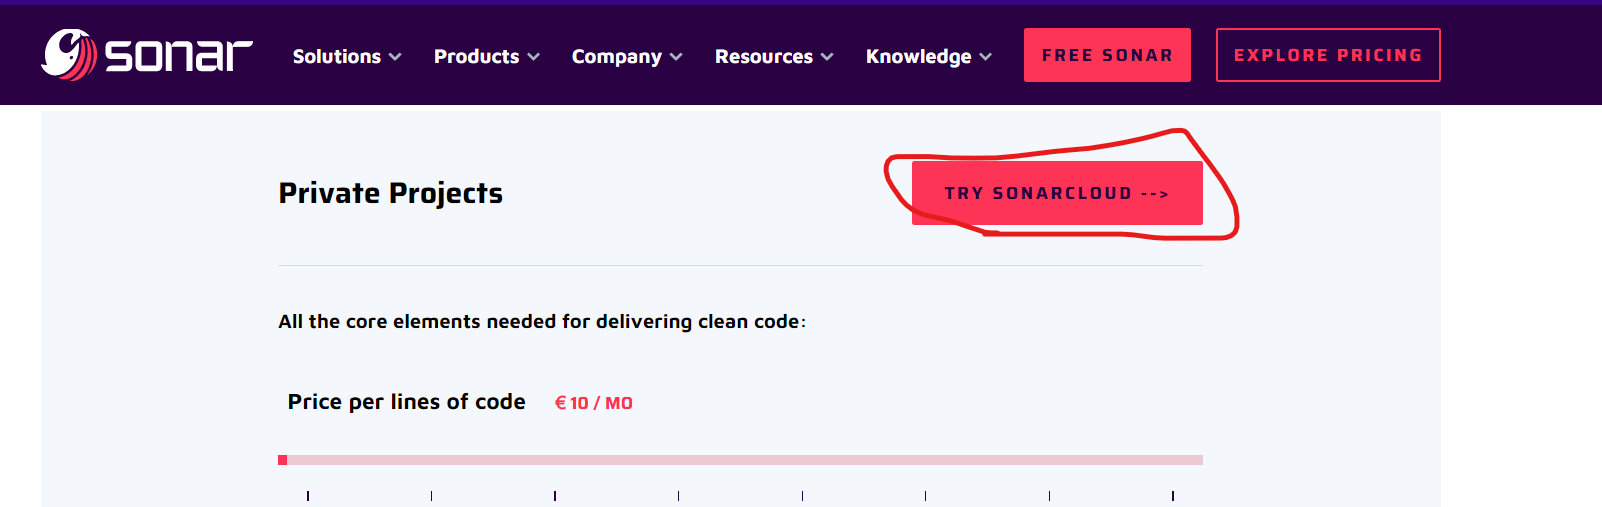 sonar
Solutions Products Company Resources Knowledge FREE SONAR EXPLORE PRICING
Private Projects
TRY SONARCLOUD -->
All the core elements needed for delivering clean code:
Price per lines of code €10 / MO